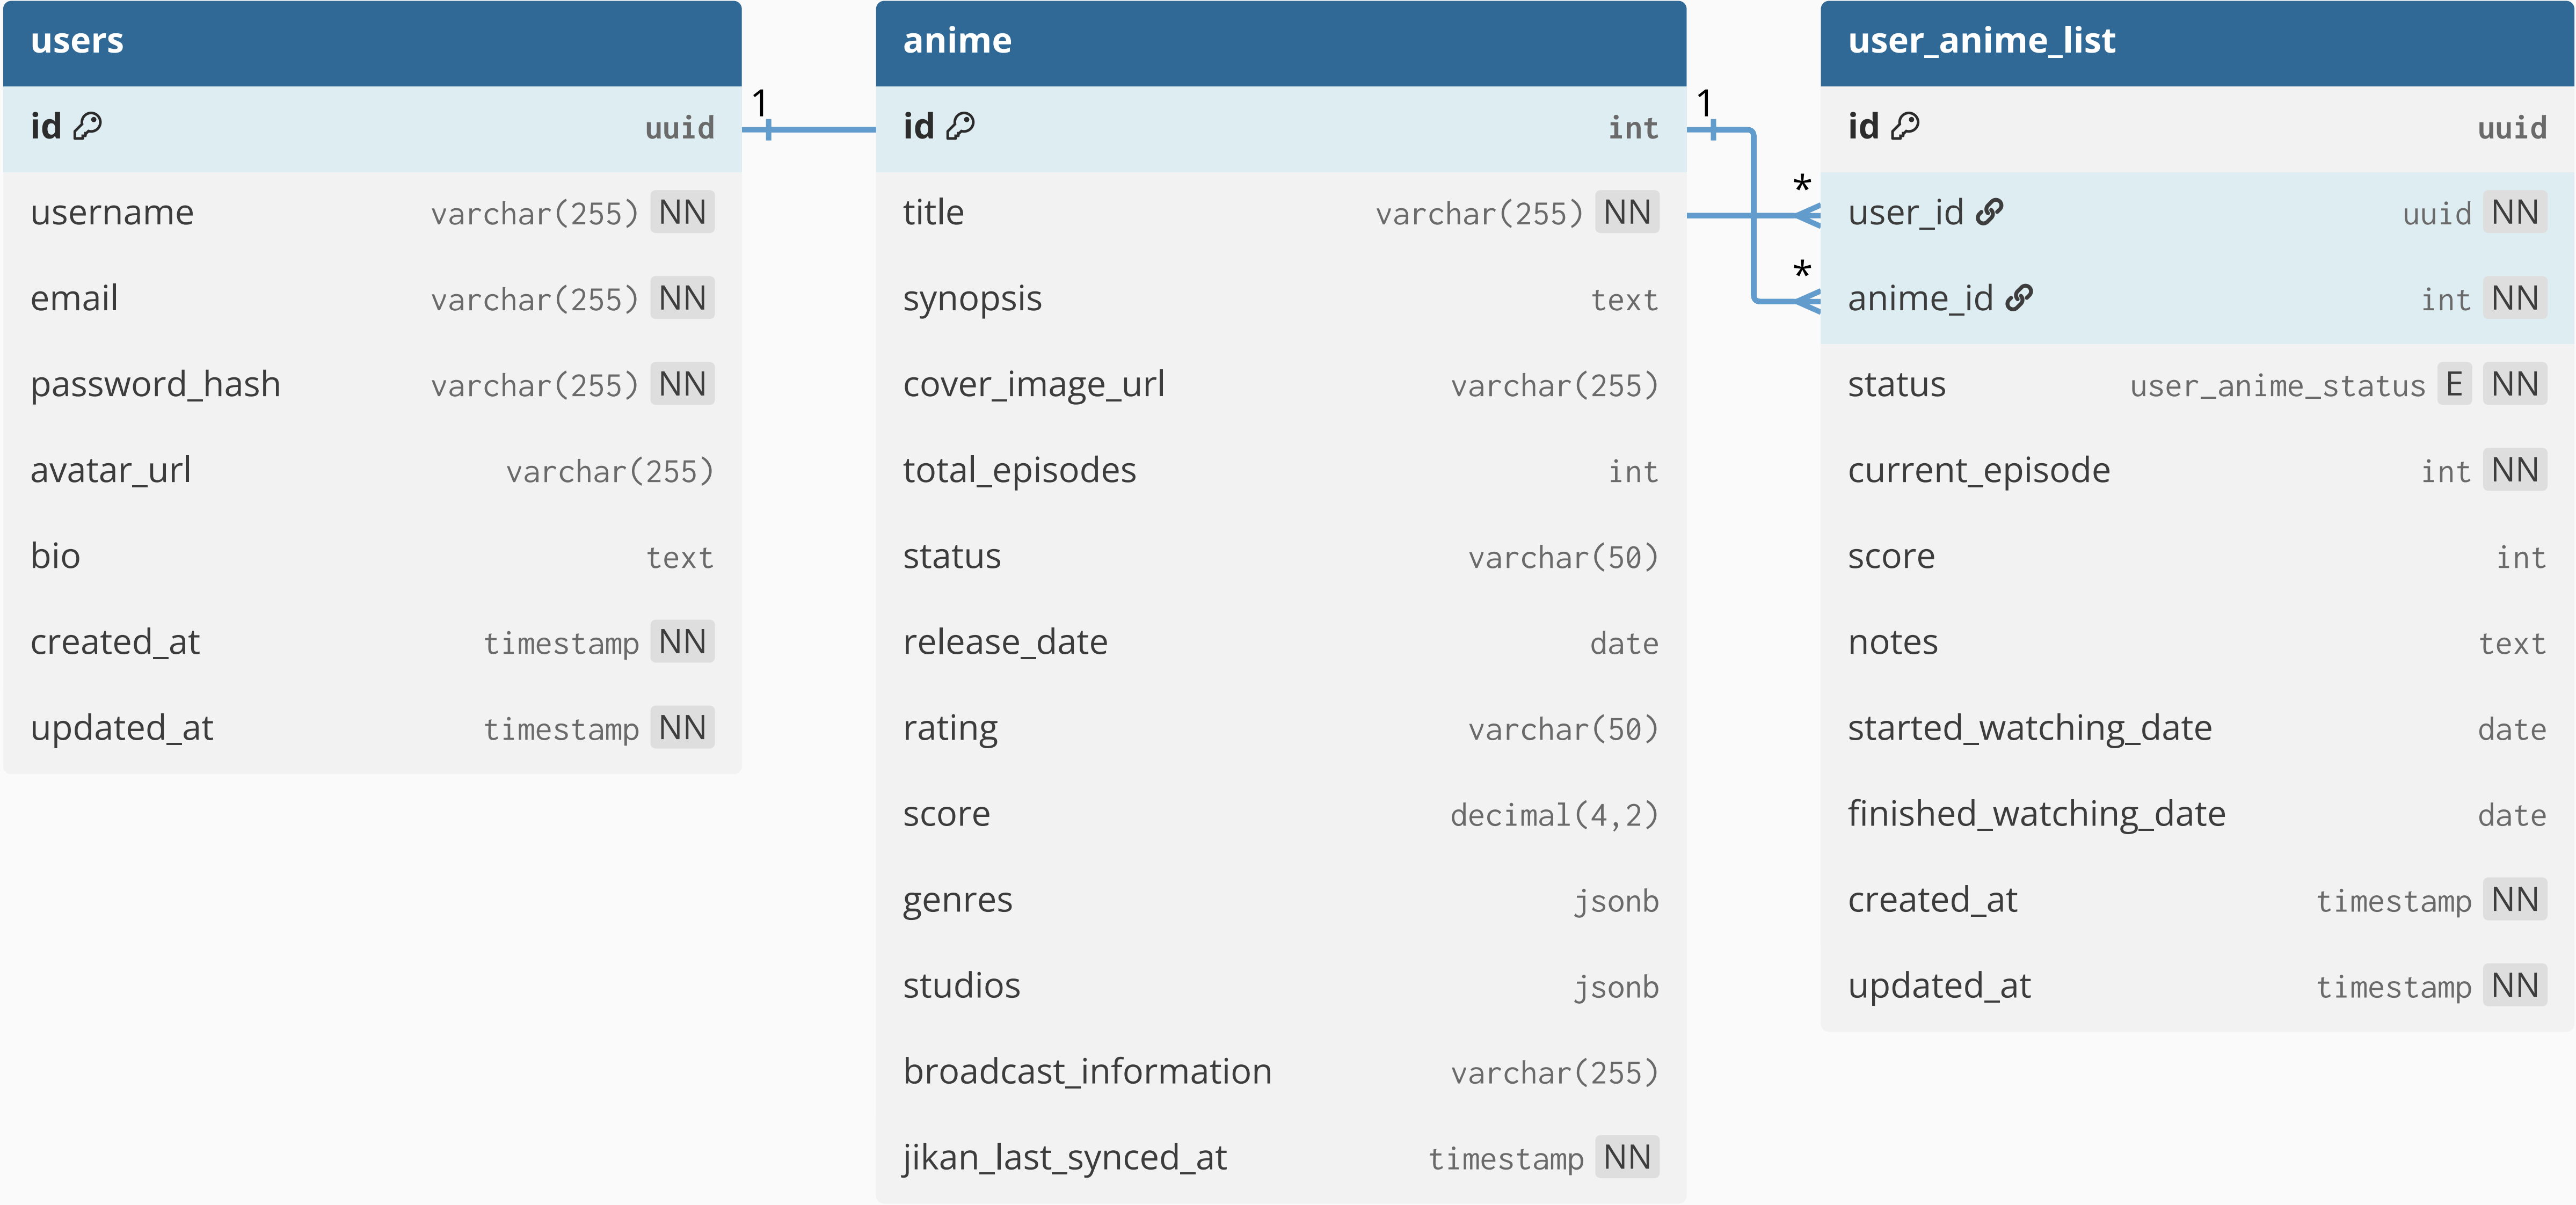 users
id uuid
username varchar(255) NN
email varchar(255) NN
password_hash varchar(255) NN
avatar_url varchar(255)
bio text
created_at timestamp NN
updated_at timestamp NN
1
anime
id int
title varchar(255) NN
synopsis text
cover_image_url varchar(255)
total_episodes int
status varchar(50)
release_date date
rating varchar(50)
score decimal(4,2)
genres jsonb
studios jsonb
broadcast_information varchar(255)
jikan_last_synced_at timestamp NN
1
*
*
user_anime_list
id uuid
user_id uuid NN
anime_id int NN
status user_anime_status E NN
current_episode int NN
score int
notes text
started_watching_date date
finished_watching_date date
created_at timestamp NN
updated_at timestamp NN